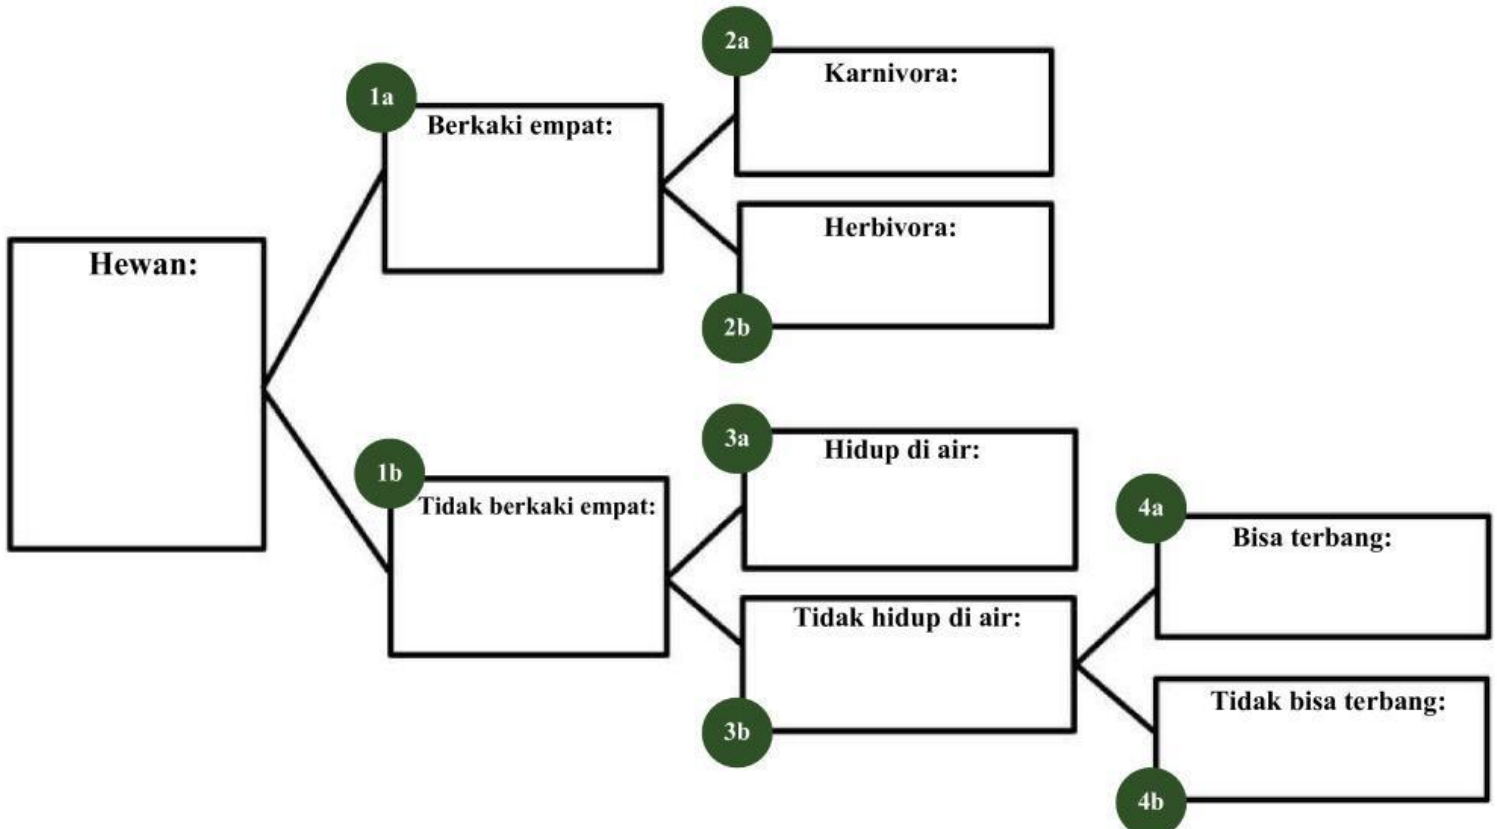 2a
Karnivora:
1a
Berkaki empat:
Herbivora:
Hewan:
2b
3a
Hidup di air:
1b
Tidak berkaki empat:
4a
Bisa terbang:
Tidak hidup di air:
Tidak bisa terbang:
3b
4b